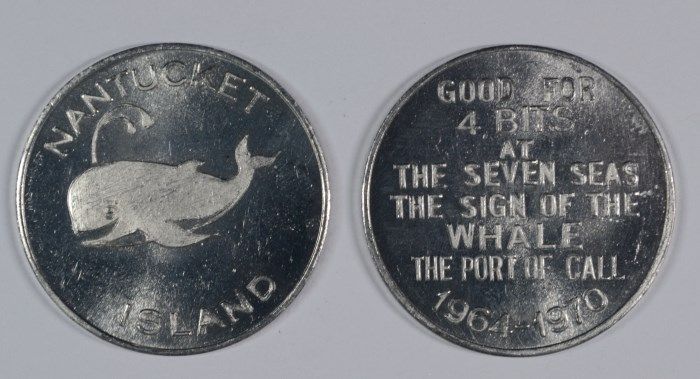 NANTUCKET
ISLAND
GOOD FOR
4 BITS
AT
THE SEVEN SEAS
THE SIGN OF THE
WHALE
THE PORT OF CALL
1964-1970